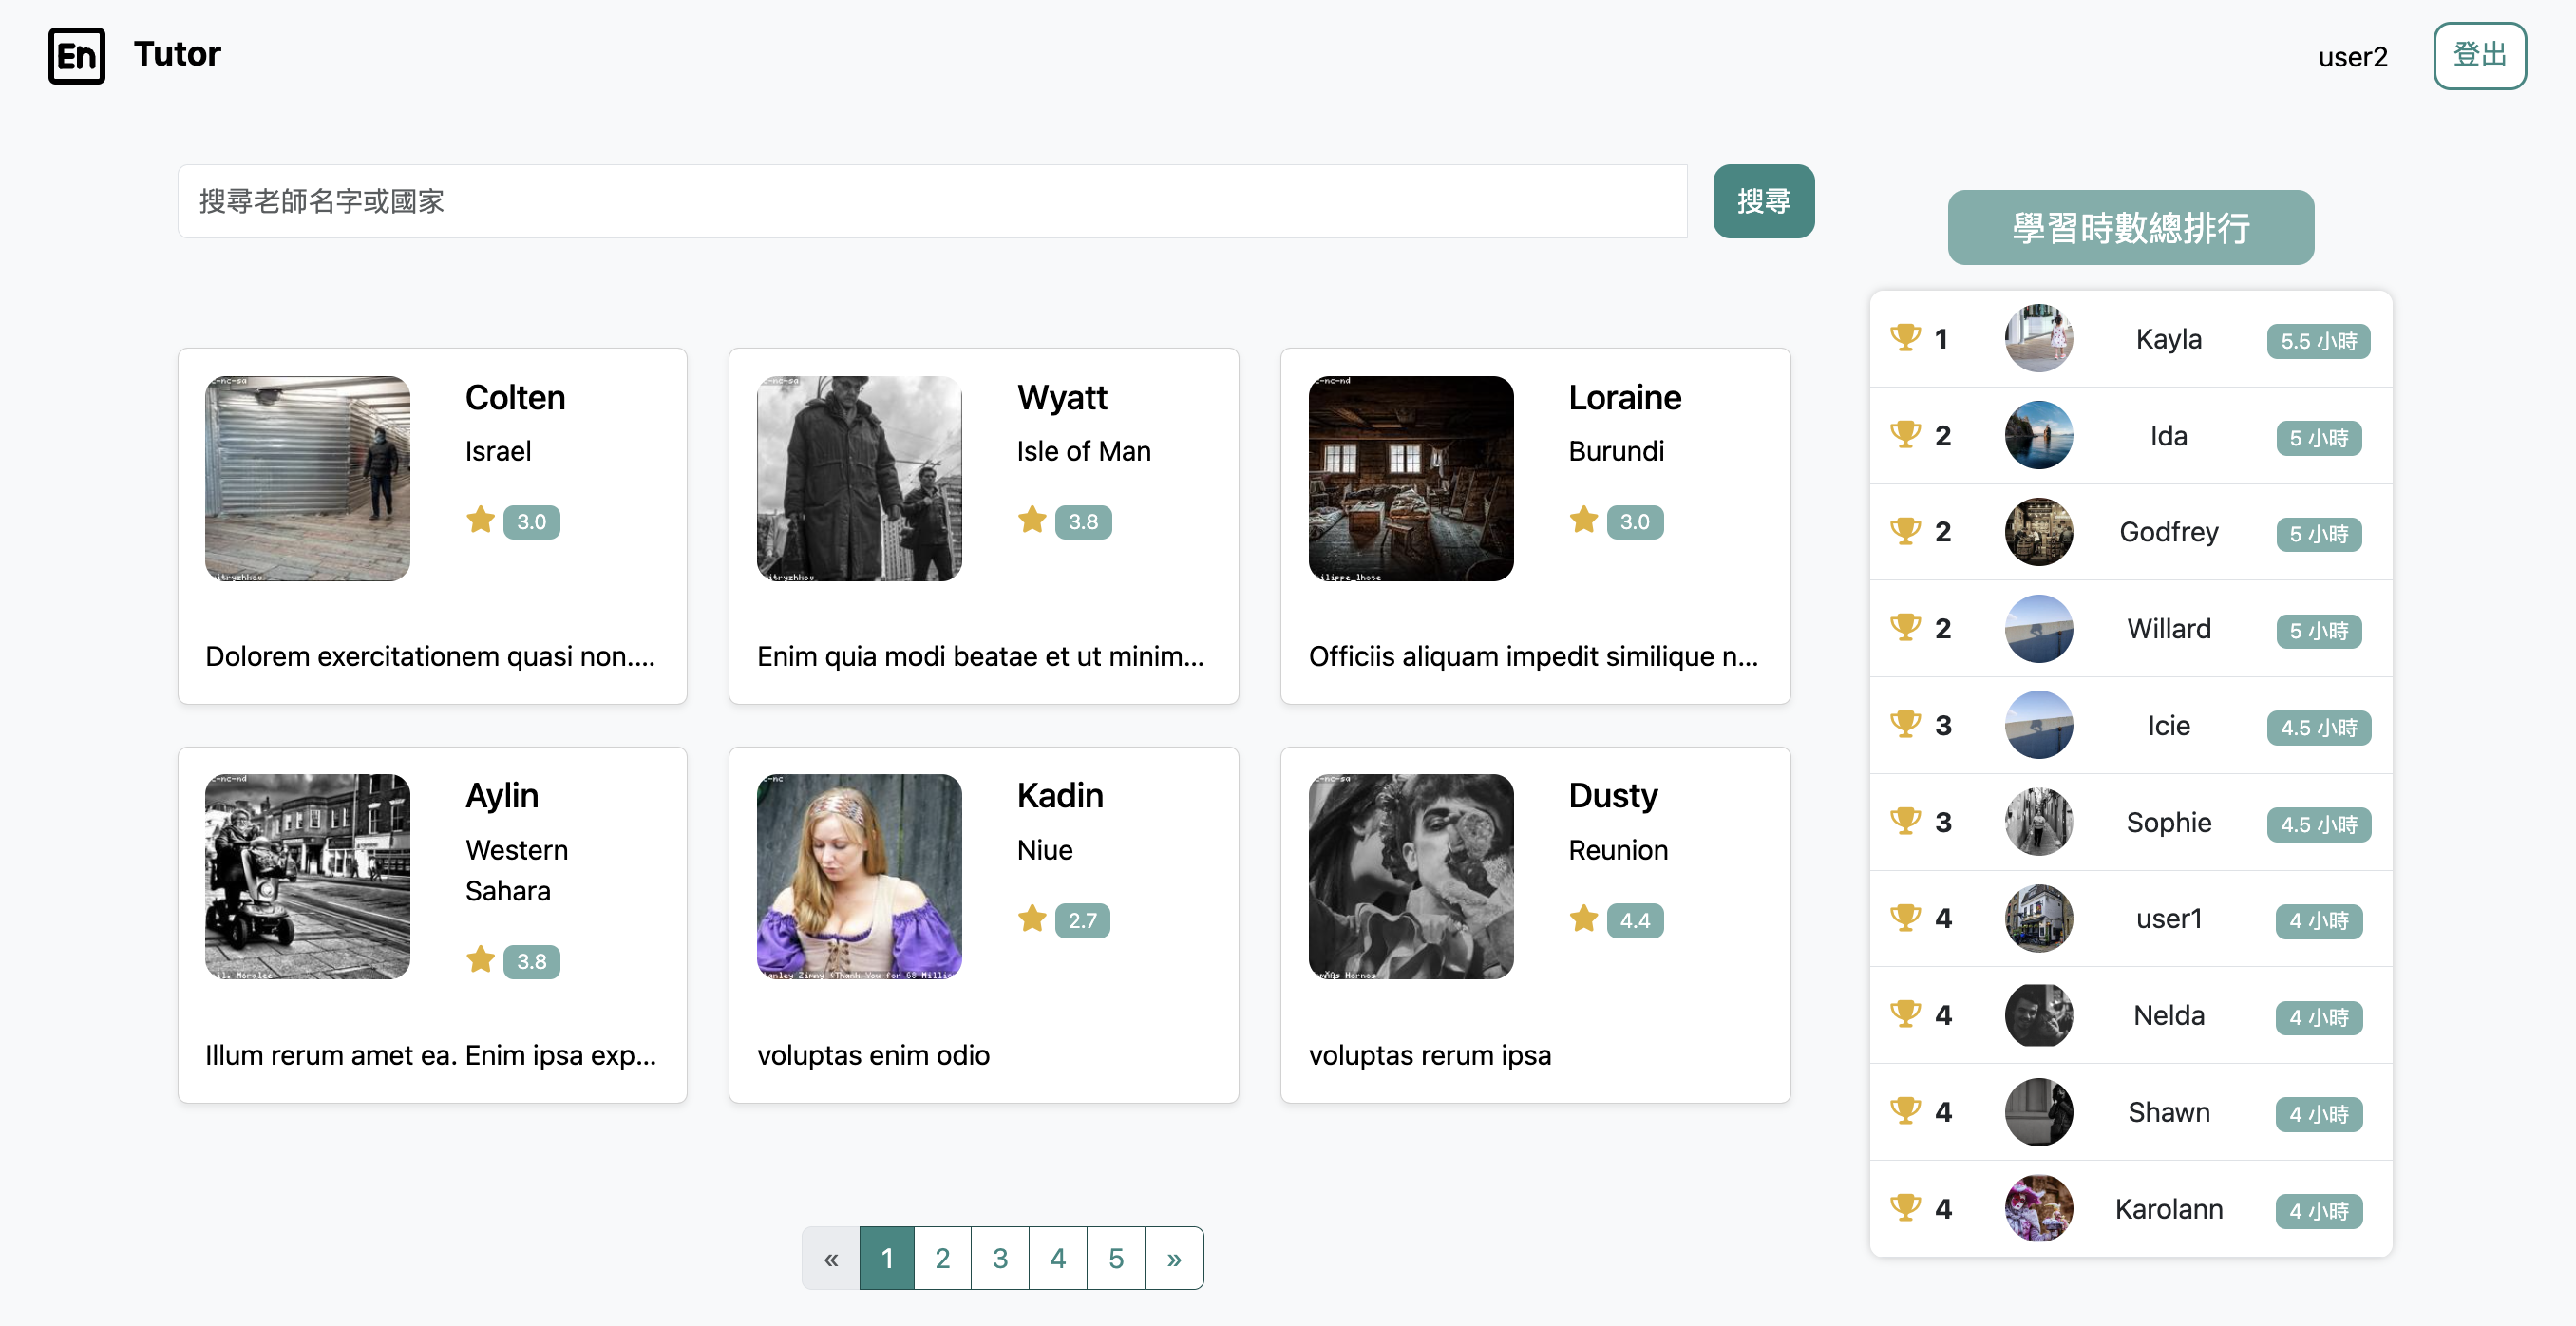 En Tutor
user2
登出
搜尋老師名字或國家
搜尋
Colten
Israel
3.0
Dolorem exercitationem quasi non....
Wyatt
Isle of Man
3.8
Enim quia modi beatae et ut minim...
Loraine
Burundi
3.0
Officiis aliquam impedit similique n...
Aylin
Western
Sahara
3.8
Illum rerum amet ea. Enim ipsa exp...
Kadin
Niue
2.7
voluptas enim odio
Dusty
Reunion
4.4
voluptas rerum ipsa
« 1 2 3 4 5 »
學習時數總排行
1 Kayla 5.5 小時
2 Ida 5 小時
2 Godfrey 5 小時
2 Willard 5 小時
3 Icie 4.5 小時
3 Sophie 4.5 小時
4 user1 4 小時
4 Nelda 4 小時
4 Shawn 4 小時
4 Karolann 4 小時